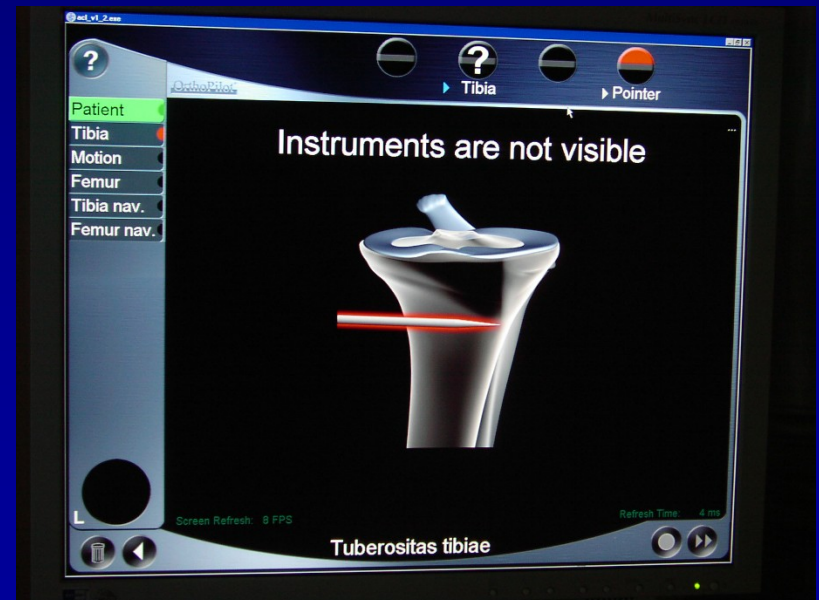 acl_v1_2.exe
?
OrthoPilot
?
Tibia
Pointer
Patient
Tibia
Motion
Femur
Tibia nav.
Femur nav.
Instruments are not visible
...
L
Screen Refresh: 8 FPS
Refresh Time: 4 ms
Tuberositas tibiae